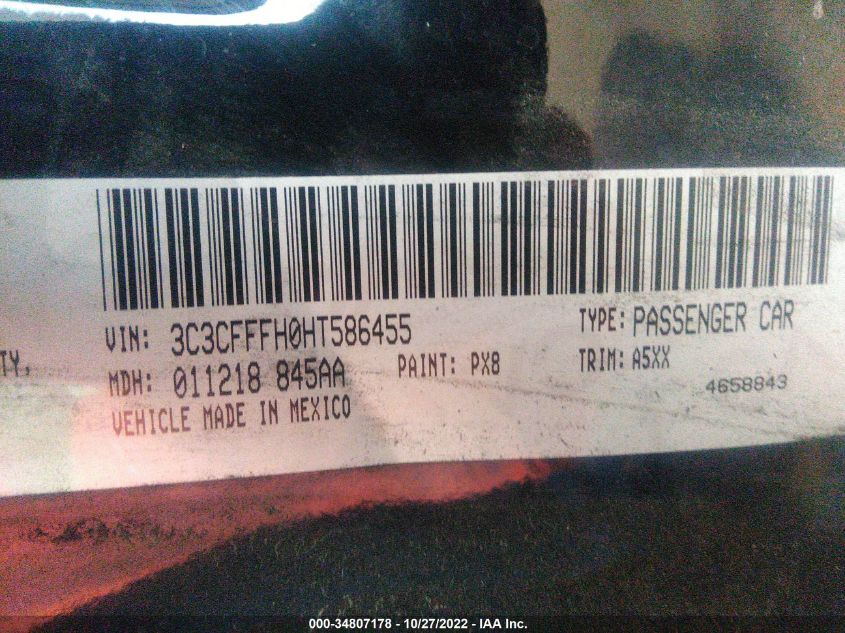 VIN: 3C3CFFFH0HT586455 TYPE: PASSENGER CAR
TY.
MDH: 011218 845AA PAINT: PX8 TRIM: A5XX
4658843
VEHICLE MADE IN MEXICO
000-34807178 - 10/27/2022 - IAA Inc.